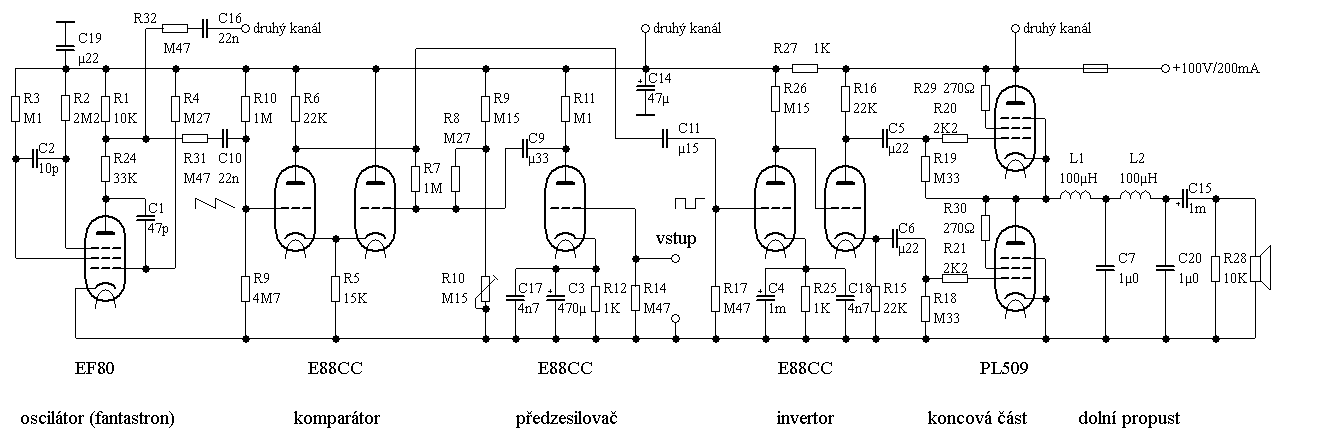 R32
C16
22n
M47
druhý kanál
C19
µ22
druhý kanál
R27 1K
druhý kanál
+100V/200mA
R3
M1
R2
2M2
R1
10K
R4
M27
R10
1M
R6
22K
R9
M15
R11
M1
C14
47µ
R26
M15
R16
22K
R29 270Ω
R20
2K2
C2
10p
R24
33K
R31
M47
C10
22n
R7
1M
R8
M27
C9
µ33
C11
µ15
C5
µ22
R19
M33
L1
100µH
L2
100µH
C1
47p
C15
1m
vstup
C6
µ22
R30
270Ω
R21
2K2
R9
4M7
R5
15K
R10
M15
C17
4n7
C3
470µ
R12
1K
R14
M47
R17
M47
C4
1m
R25
1K
C18
4n7
R15
22K
R18
M33
C7
1µ0
C20
1µ0
R28
10K
EF80
E88CC
E88CC
E88CC
PL509
oscilátor (fantastron)
komparátor
předzesilovač
invertor
koncová část
dolní propust